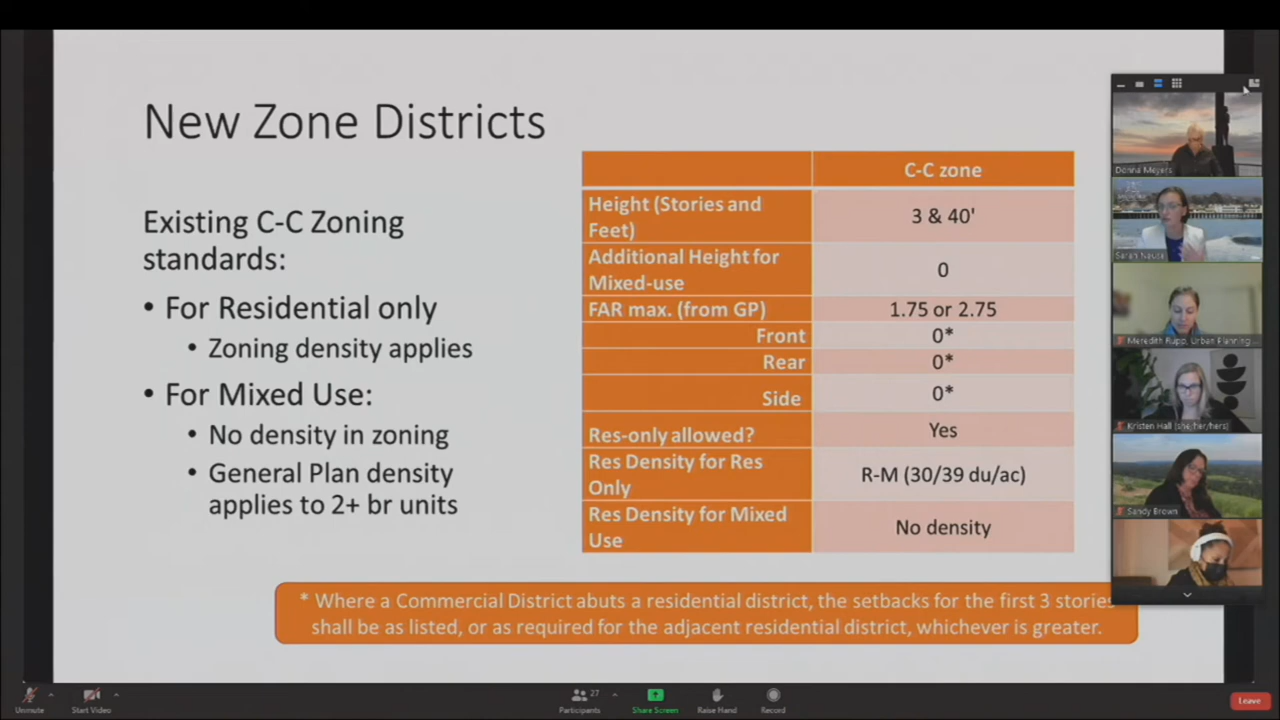 New Zone Districts
Existing C-C Zoning
standards:
• For Residential only
• Zoning density applies
• For Mixed Use:
• No density in zoning
• General Plan density
applies to 2+ br units
C-C zone
Height (Stories and
Feet)
3 & 40'
Additional Height for
Mixed-use
0
FAR max. (from GP)
1.75 or 2.75
Front
0*
Rear
0*
Side
0*
Res-only allowed?
Yes
Res Density for Res
Only
R-M (30/39 du/ac)
Res Density for Mixed
Use
No density
* Where a Commercial District abuts a residential district, the setbacks for the first 3 stories
shall be as listed, or as required for the adjacent residential district, whichever is greater.
Donna Meyers
Sarah
Meredith Rupp, Urban Planning...
Kristen Hall (she/her/hers)
Sandy Brown
Unmute
Start Video
27
Participants
Share Screen
Raise Hand
Record
Leave